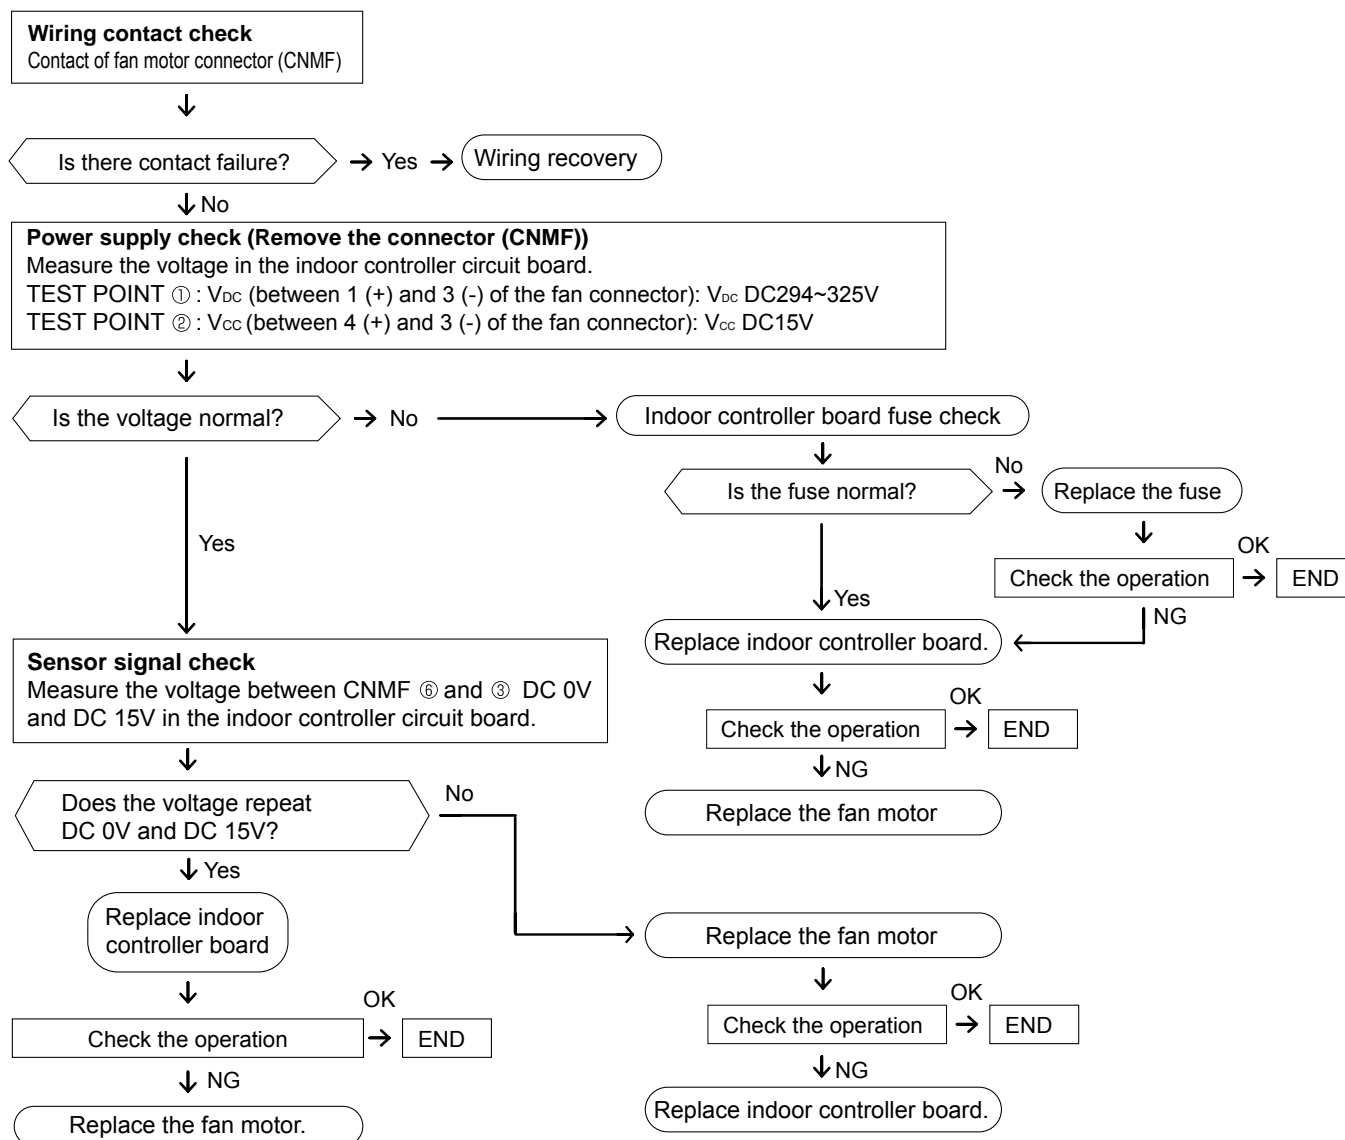 Wiring contact check
Contact of fan motor connector (CNMF)
Is there contact failure?
Yes
Wiring recovery
No
Power supply check (Remove the connector (CNMF))
Measure the voltage in the indoor controller circuit board.
TEST POINT ① : VDC (between 1 (+) and 3 (-) of the fan connector): VDC DC294~325V
TEST POINT ② : VCC (between 4 (+) and 3 (-) of the fan connector): VCC DC15V
Is the voltage normal?
No
Indoor controller board fuse check
Is the fuse normal?
No
Replace the fuse
Yes
Check the operation
OK
END
Yes
NG
Replace indoor controller board.
Sensor signal check
Measure the voltage between CNMF ⑥ and ③ DC 0V
and DC 15V in the indoor controller circuit board.
Check the operation
OK
END
NG
Replace the fan motor
Does the voltage repeat
DC 0V and DC 15V?
No
Yes
Replace indoor
controller board
Replace the fan motor
Check the operation
OK
END
Check the operation
OK
END
NG
Replace the fan motor.
NG
Replace indoor controller board.